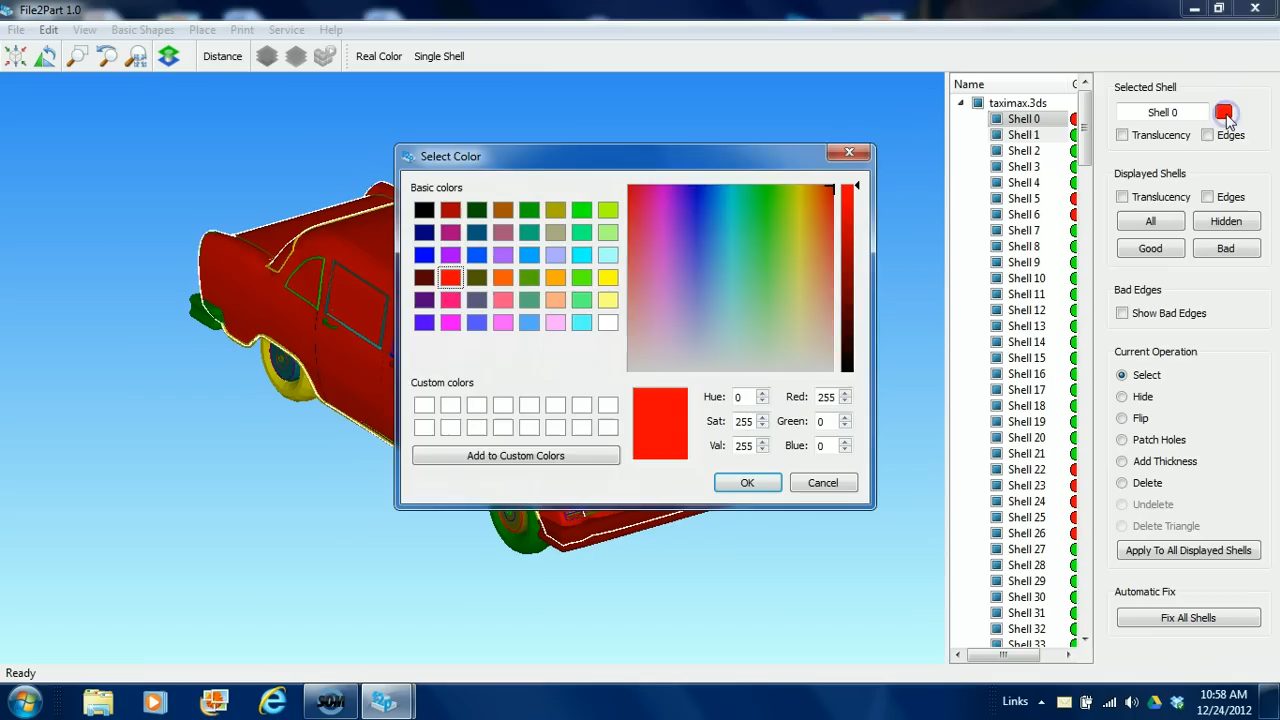 File2Part 1.0
File Edit View Basic Shapes Place Print Service Help
Distance Real Color Single Shell
Name
taximax.3ds
Shell 0
Shell 1
Shell 2
Shell 3
Shell 4
Shell 5
Shell 6
Shell 7
Shell 8
Shell 9
Shell 10
Shell 11
Shell 12
Shell 13
Shell 14
Shell 15
Shell 16
Shell 17
Shell 18
Shell 19
Shell 20
Shell 21
Shell 22
Shell 23
Shell 24
Shell 25
Shell 26
Shell 27
Shell 28
Shell 29
Shell 30
Shell 31
Shell 32
Shell 33
Selected Shell
Shell 0
Translucency Edges
Displayed Shells
Translucency Edges
All Hidden
Good Bad
Bad Edges
Show Bad Edges
Current Operation
Select
Hide
Flip
Patch Holes
Add Thickness
Delete
Undelete
Delete Triangle
Apply To All Displayed Shells
Automatic Fix
Fix All Shells
Select Color
Basic colors
Custom colors
Add to Custom Colors
Hue: 0 Red: 255
Sat: 255 Green: 0
Val: 255 Blue: 0
OK Cancel
Ready
Links
10:58 AM
12/24/2012